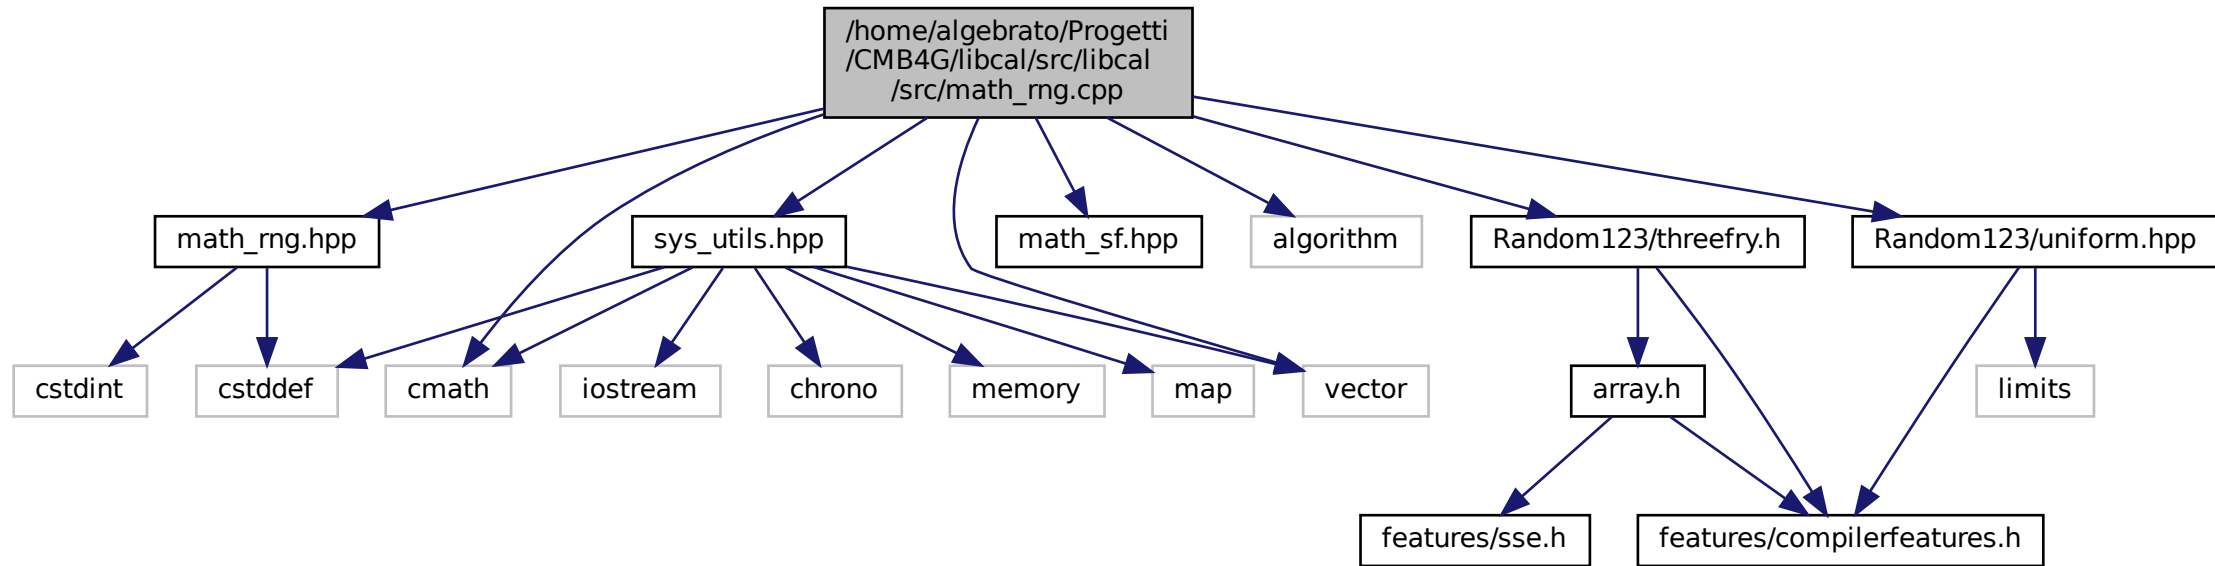 /home/algebrato/Progetti
/CMB4G/libcal/src/libcal
/src/math_rng.cpp
math_rng.hpp
sys_utils.hpp
math_sf.hpp
algorithm
Random123/threefry.h
Random123/uniform.hpp
cstdint
cstddef
cmath
iostream
chrono
memory
map
vector
array.h
limits
features/sse.h
features/compilerfeatures.h